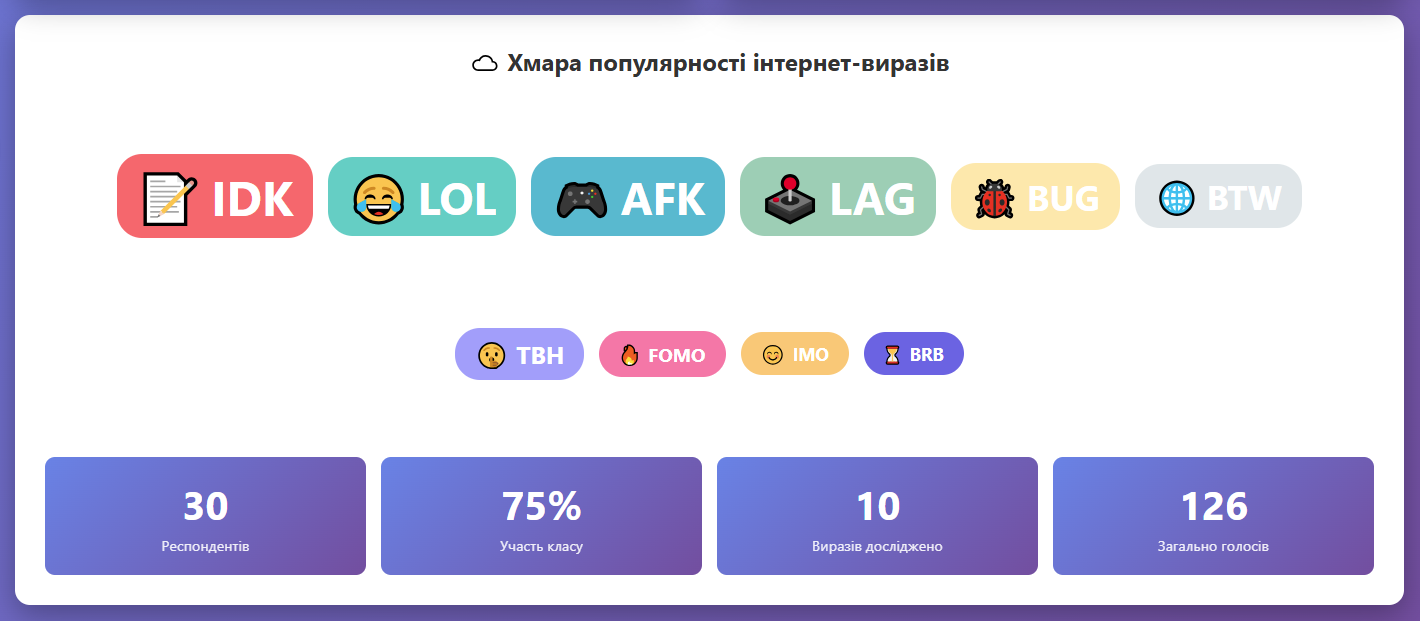 Хмара популярності інтернет-виразів
IDK LOL AFK LAG BUG BTW
TBH FOMO IMO BRB
30 75% 10 126
Респондентів Участь класу Виразів досліджено Загально голосів